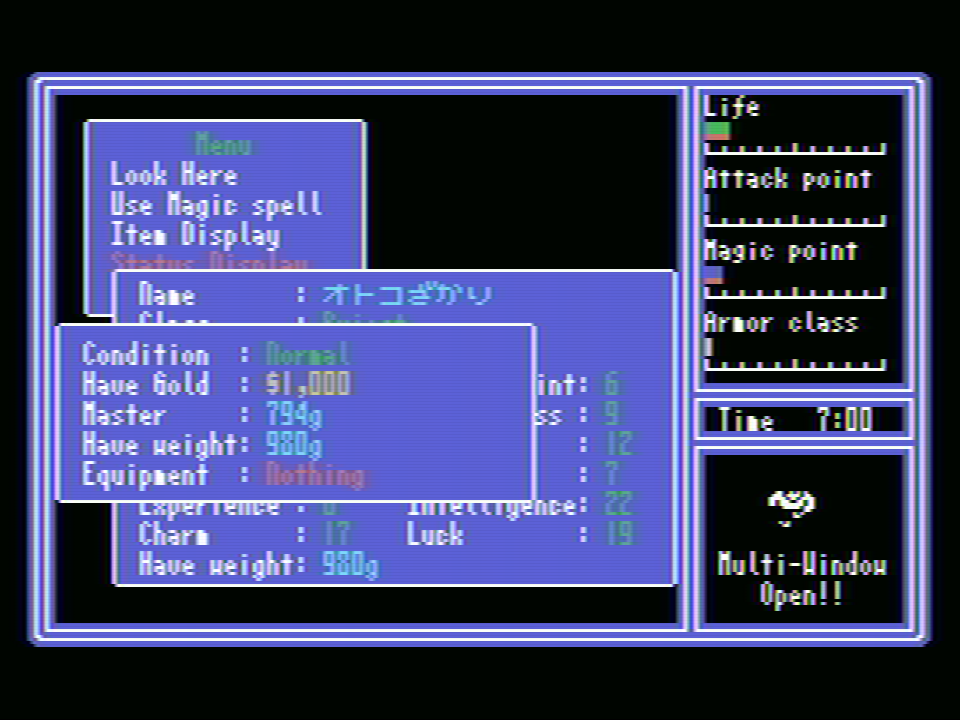 Menu
Look Here
Use Magic spell
Item Display
Status Display
Name : オトコざかり
Class : Priest
Condition : Normal
Have Gold : $1,000
Master : 794g
Have weight: 980g
Equipment : Nothing
int: 6
ss : 9
: 12
: 7
Experience : 0 Intelligence: 22
Charm : 17 Luck : 19
Have weight: 980g
Life
Attack point
Magic point
Armor class
Time 7:00
Multi-Window
Open!!